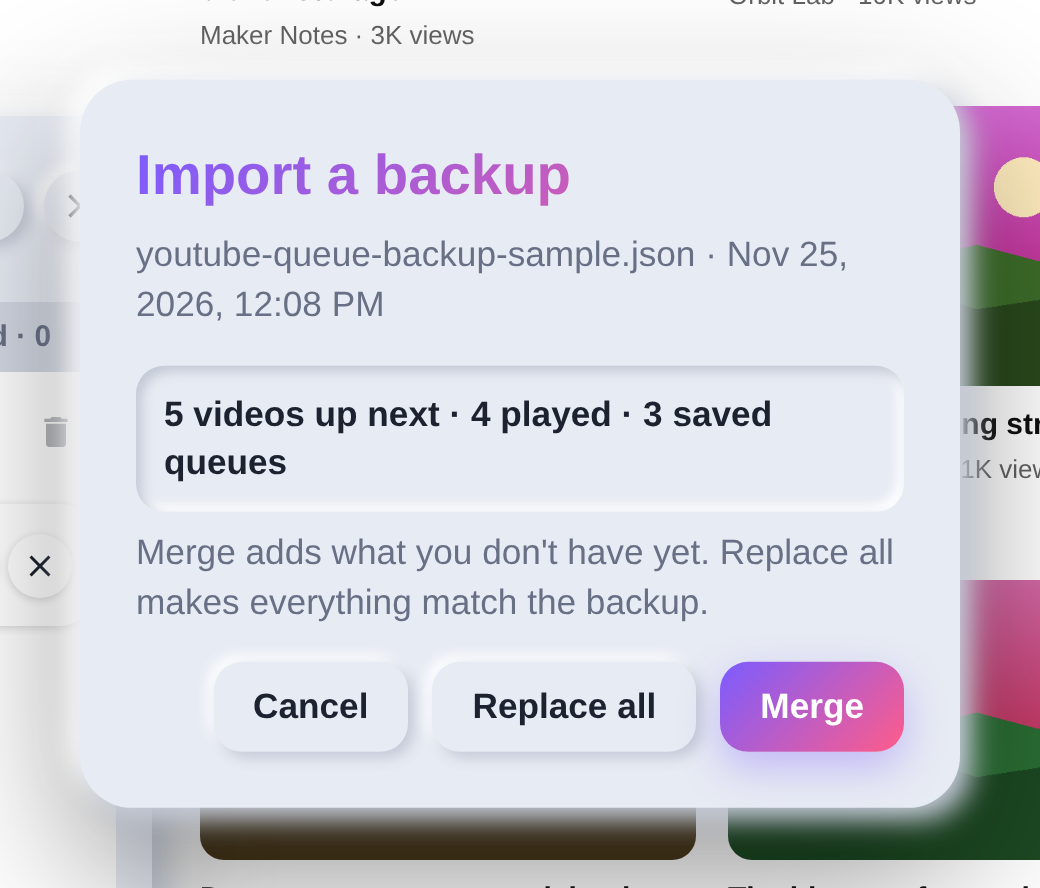 Maker Notes · 3K views
Import a backup
youtube-queue-backup-sample.json · Nov 25,
2026, 12:08 PM
· 0
5 videos up next · 4 played · 3 saved
queues
Merge adds what you don't have yet. Replace all
makes everything match the backup.
Cancel
Replace all
Merge